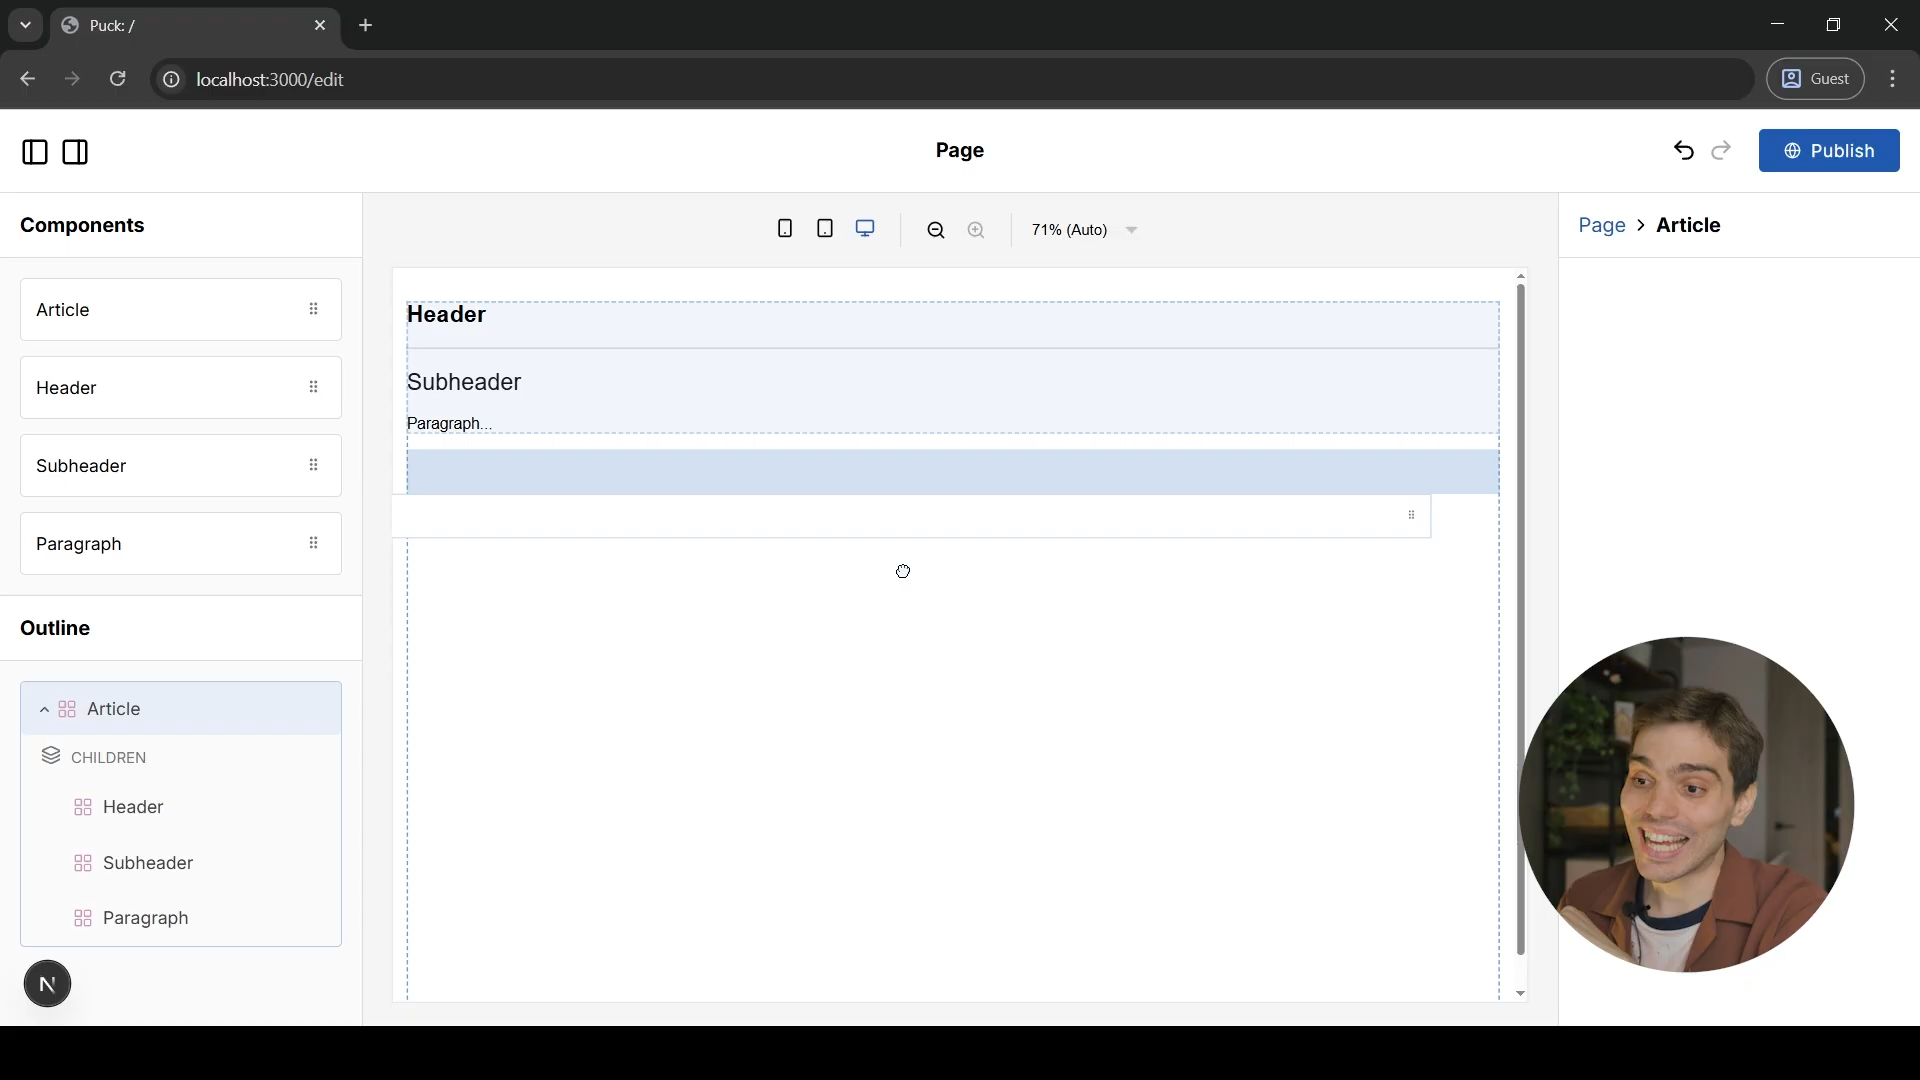 Puck: /
localhost:3000/edit
Guest
Page
Publish
Components
71% (Auto)
Page > Article
Article
Header
Subheader
Paragraph
Header
Subheader
Paragraph...
Outline
Article
CHILDREN
Header
Subheader
Paragraph
N